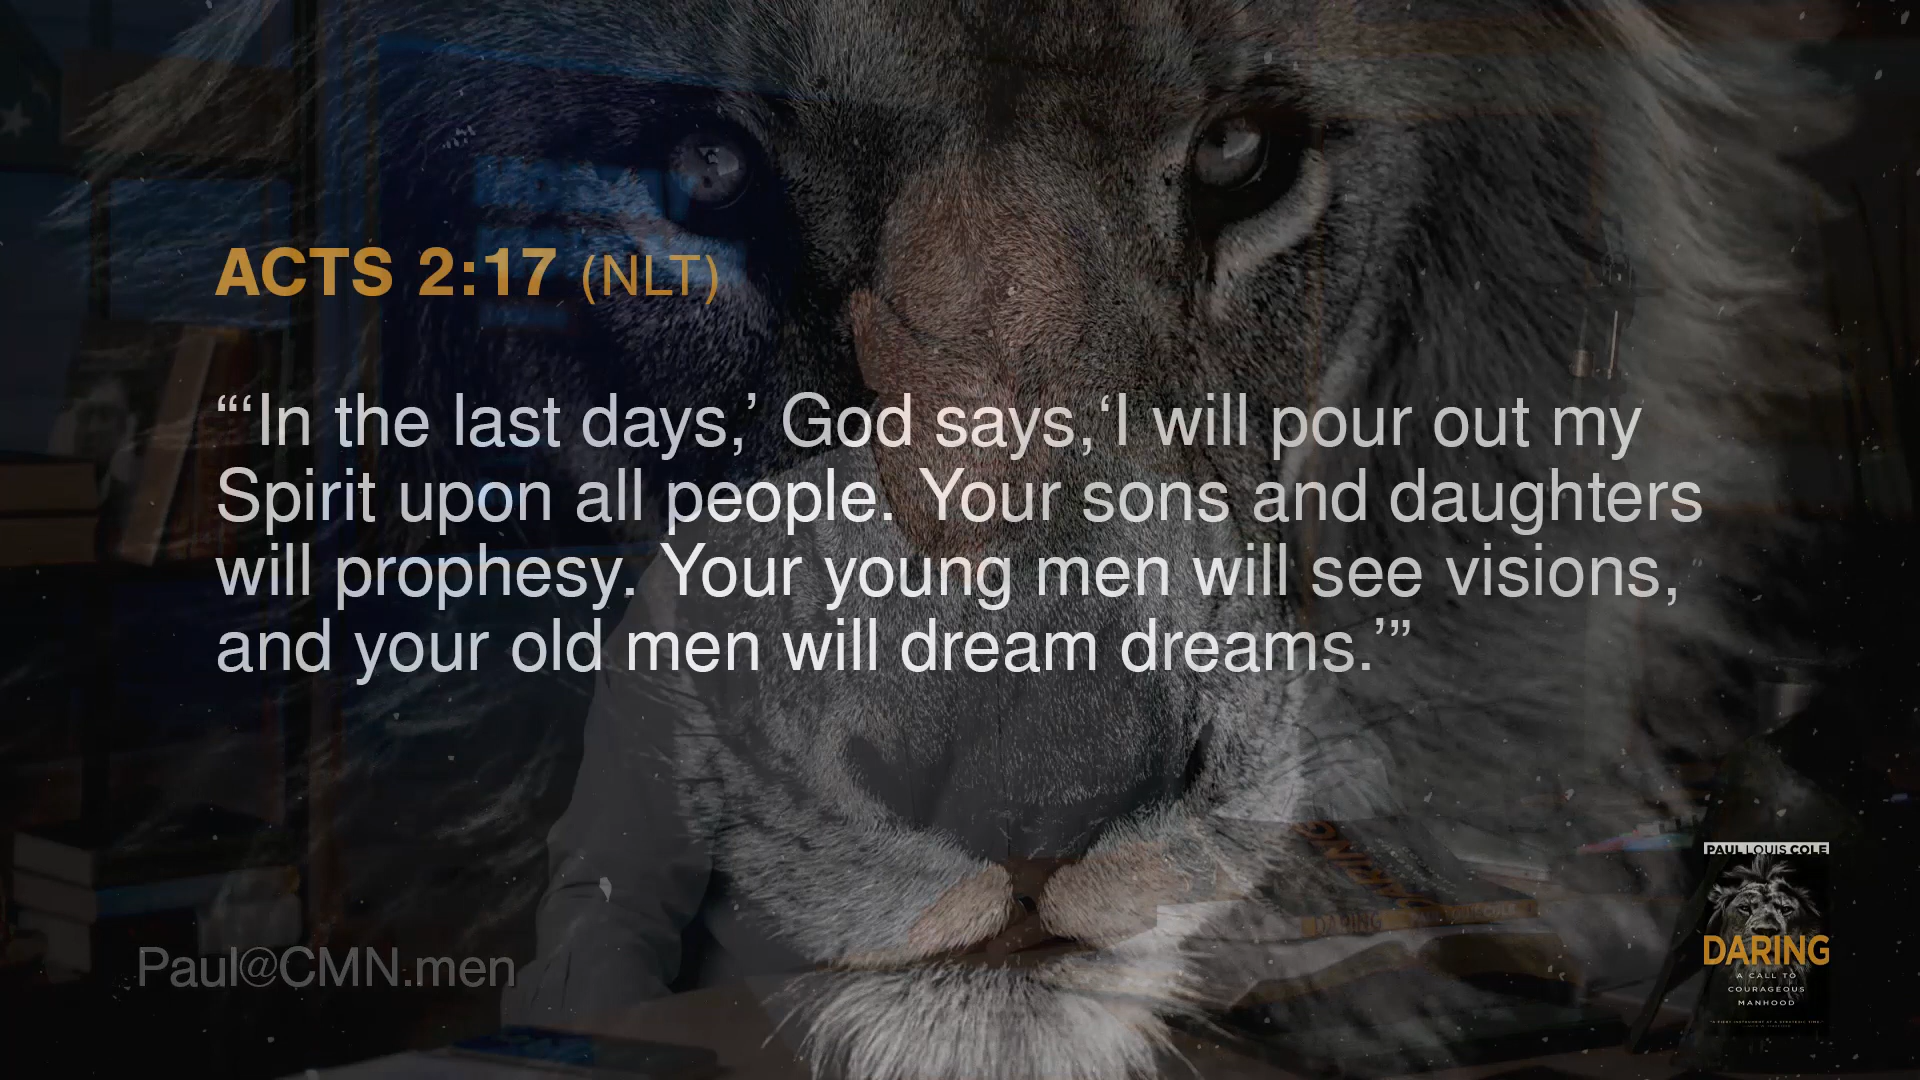 ACTS 2:17 (NLT)
“‘In the last days,’ God says,‘I will pour out my
Spirit upon all people. Your sons and daughters
will prophesy. Your young men will see visions,
and your old men will dream dreams.’”
Paul@CMN.men
PAUL LOUIS COLE
DARING
A CALL TO
COURAGEOUS
MANHOOD
DARING
DARING